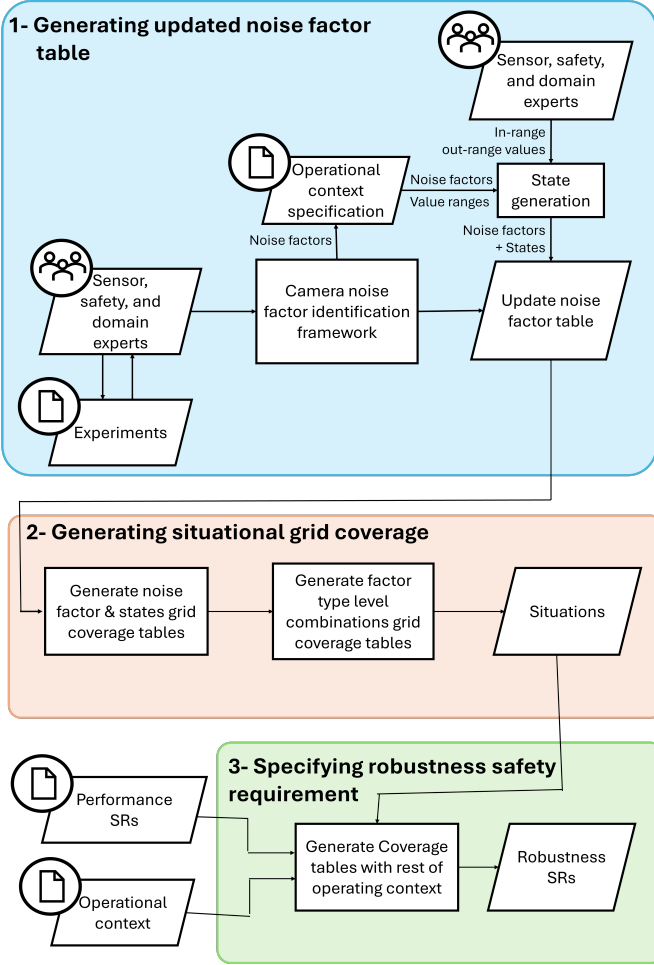 1- Generating updated noise factor
table
Sensor, safety,
and domain
experts
In-range
out-range values
Operational
context
specification
Noise factors
Value ranges
State
generation
Noise factors
Noise factors
+ States
Sensor,
safety, and
domain
experts
Camera noise
factor identification
framework
Update noise
factor table
Experiments
2- Generating situational grid coverage
Generate noise
factor & states grid
coverage tables
Generate factor
type level
combinations grid
coverage tables
Situations
3- Specifying robustness safety
requirement
Performance
SRs
Generate Coverage
tables with rest of
operating context
Robustness
SRs
Operational
context